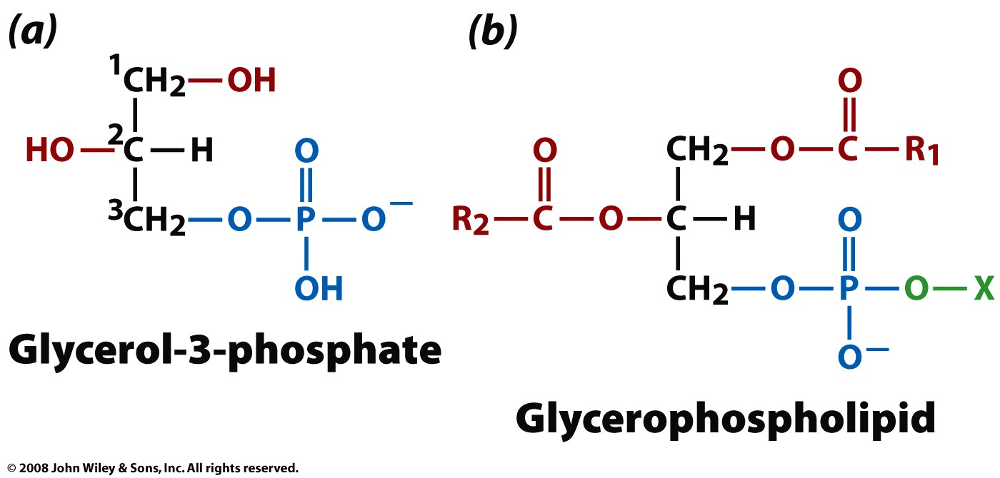 (a)
¹CH₂—OH
HO—²C—H
O
³CH₂—O—P—O⁻
OH
Glycerol-3-phosphate
(b)
O
CH₂—O—C—R₁
O
R₂—C—O—C—H
O
CH₂—O—P—O—X
O⁻
Glycerophospholipid
© 2008 John Wiley & Sons, Inc. All rights reserved.